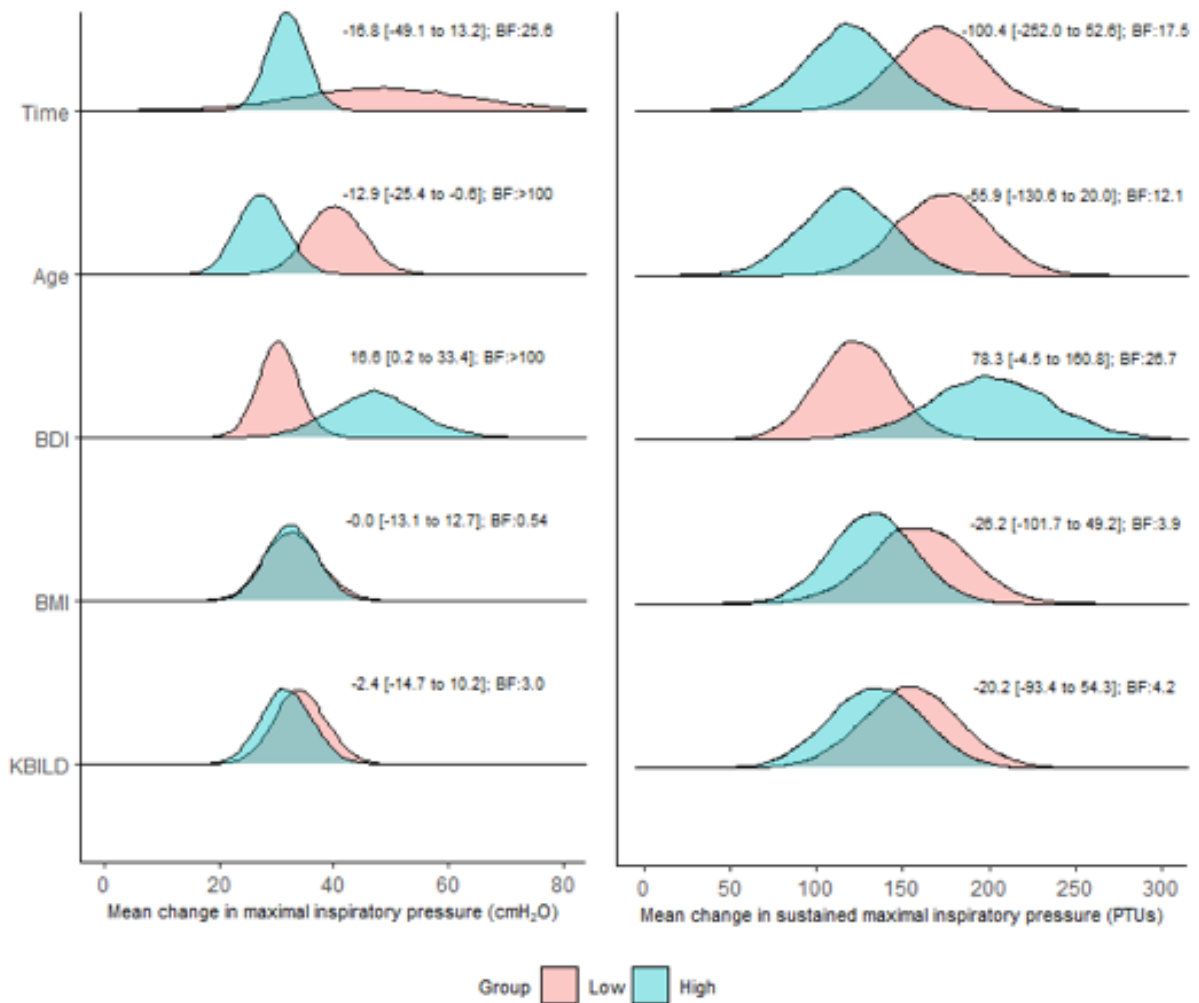 -16.8 [-49.1 to 13.2]; BF:25.6
-100.4 [-252.0 to 52.6]; BF:17.5
Time
-12.9 [-25.4 to -0.6]; BF:>100
-55.9 [-130.6 to 20.0]; BF:12.1
Age
16.6 [0.2 to 33.4]; BF:>100
78.3 [-4.5 to 160.8]; BF:26.7
BDI
-0.0 [-13.1 to 12.7]; BF:0.54
-26.2 [-101.7 to 49.2]; BF:3.9
BMI
-2.4 [-14.7 to 10.2]; BF:3.0
-20.2 [-93.4 to 54.3]; BF:4.2
KBILD
0 20 40 60 80
0 50 100 150 200 250 300
Mean change in maximal inspiratory pressure (cmH₂O)
Mean change in sustained maximal inspiratory pressure (PTUs)
Group Low High